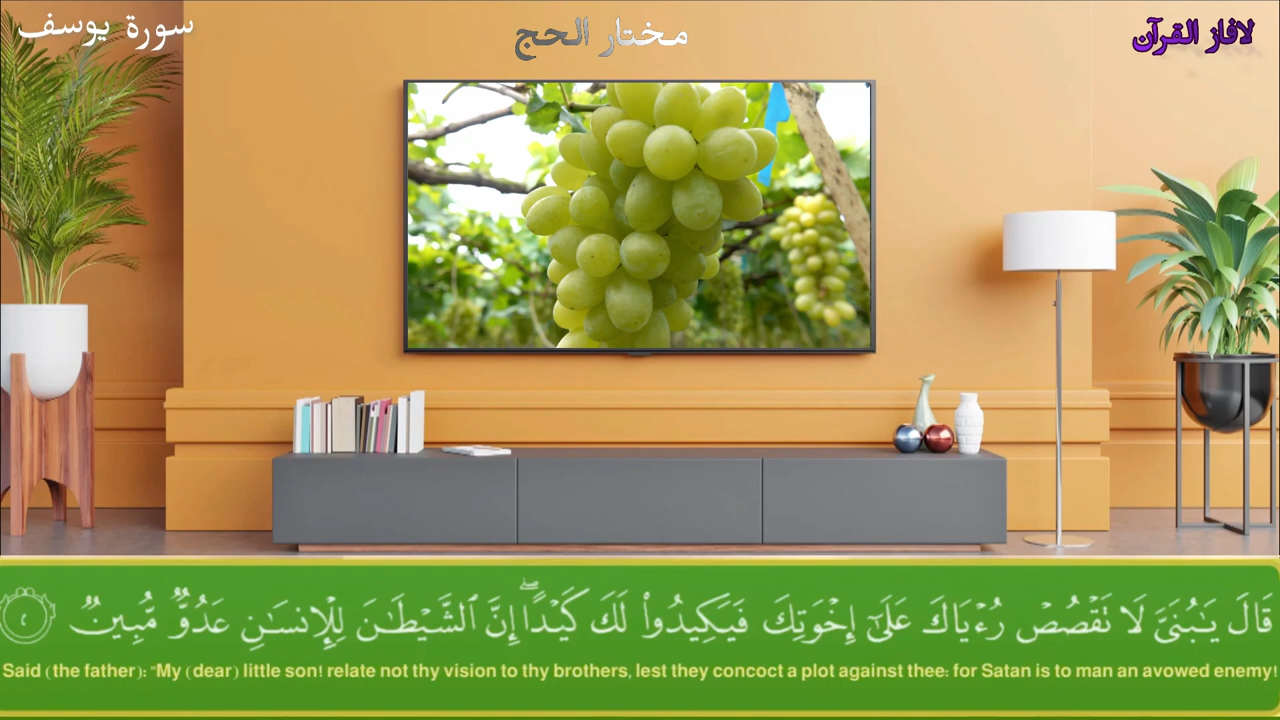 سورة يوسف
مختار الحج
لافاز القرآن
قَالَ يَـٰبُنَىَّ لَا تَقْصُصْ رُءْيَاكَ عَلَىٰٓ إِخْوَتِكَ فَيَكِيدُوا۟ لَكَ كَيْدًا ۖ إِنَّ ٱلشَّيْطَـٰنَ لِلْإِنسَـٰنِ عَدُوٌّ مُّبِينٌ
Said (the father): "My (dear) little son! relate not thy vision to thy brothers, lest they concoct a plot against thee: for Satan is to man an avowed enemy!